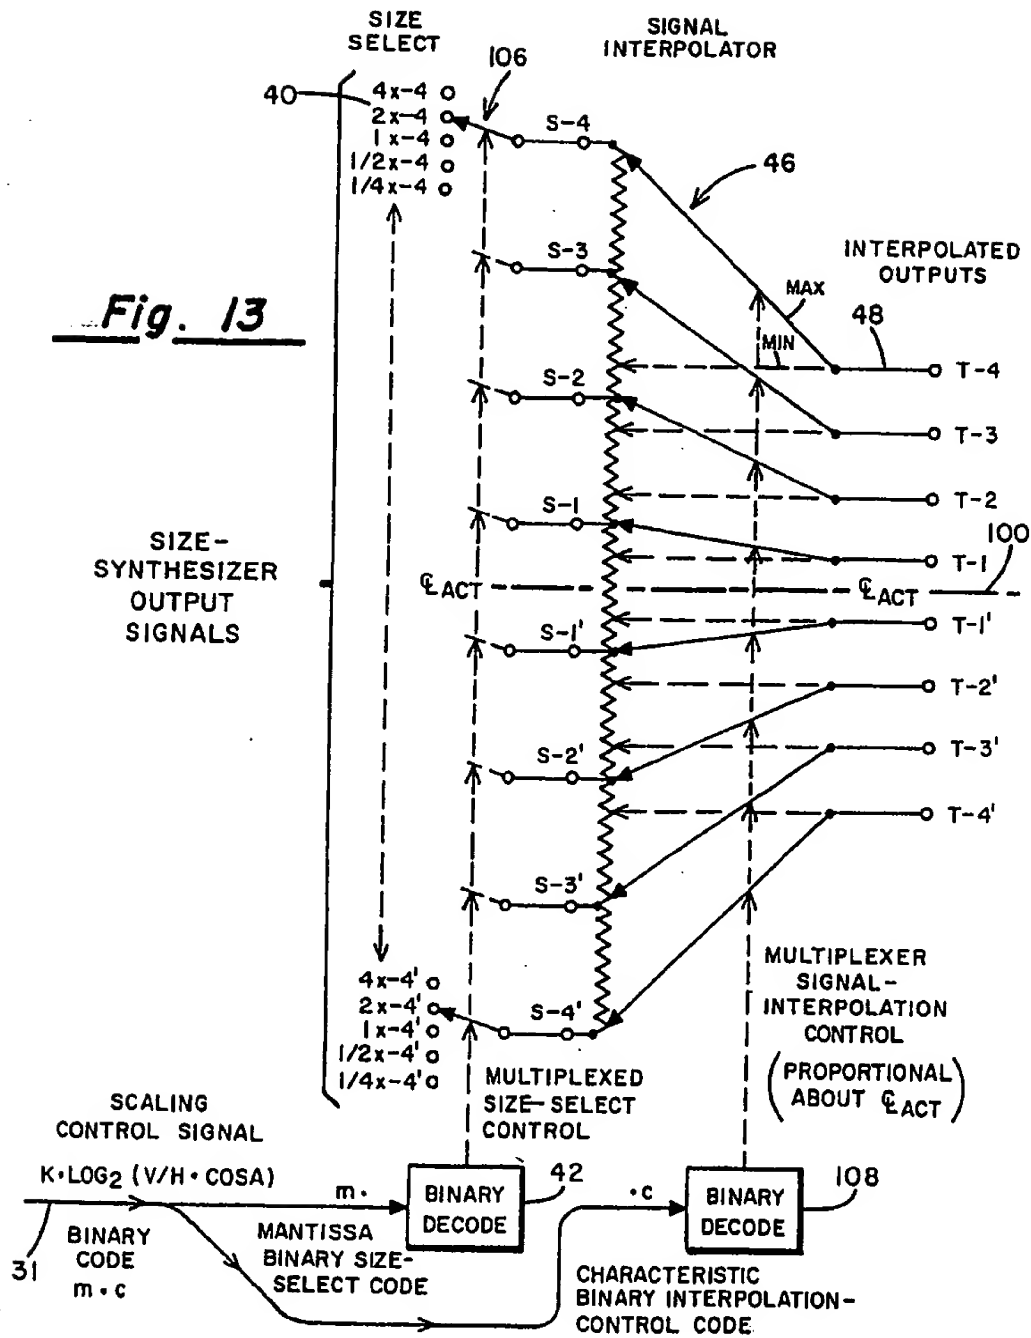 SIZE
SELECT
SIGNAL
INTERPOLATOR
106
40
4x-4
2x-4
1x-4
1/2x-4
1/4x-4
S-4
46
S-3
INTERPOLATED
OUTPUTS
Fig. 13
MAX
MIN
48
T-4
S-2
T-3
T-2
S-1
100
T-1
SIZE-
SYNTHESIZER
OUTPUT
SIGNALS
℄ ACT
℄ ACT
T-1'
S-1'
T-2'
S-2'
T-3'
T-4'
S-3'
4x-4'
2x-4'
1x-4'
1/2x-4'
1/4x-4'
S-4'
MULTIPLEXER
SIGNAL-
INTERPOLATION
CONTROL
(PROPORTIONAL
ABOUT ℄ ACT)
MULTIPLEXED
SIZE-SELECT
CONTROL
SCALING
CONTROL SIGNAL
K•LOG2 (V/H•COSA)
m•
BINARY
DECODE
42
•c
BINARY
DECODE
108
31
BINARY
CODE
m•c
MANTISSA
BINARY SIZE-
SELECT CODE
CHARACTERISTIC
BINARY INTERPOLATION-
CONTROL CODE